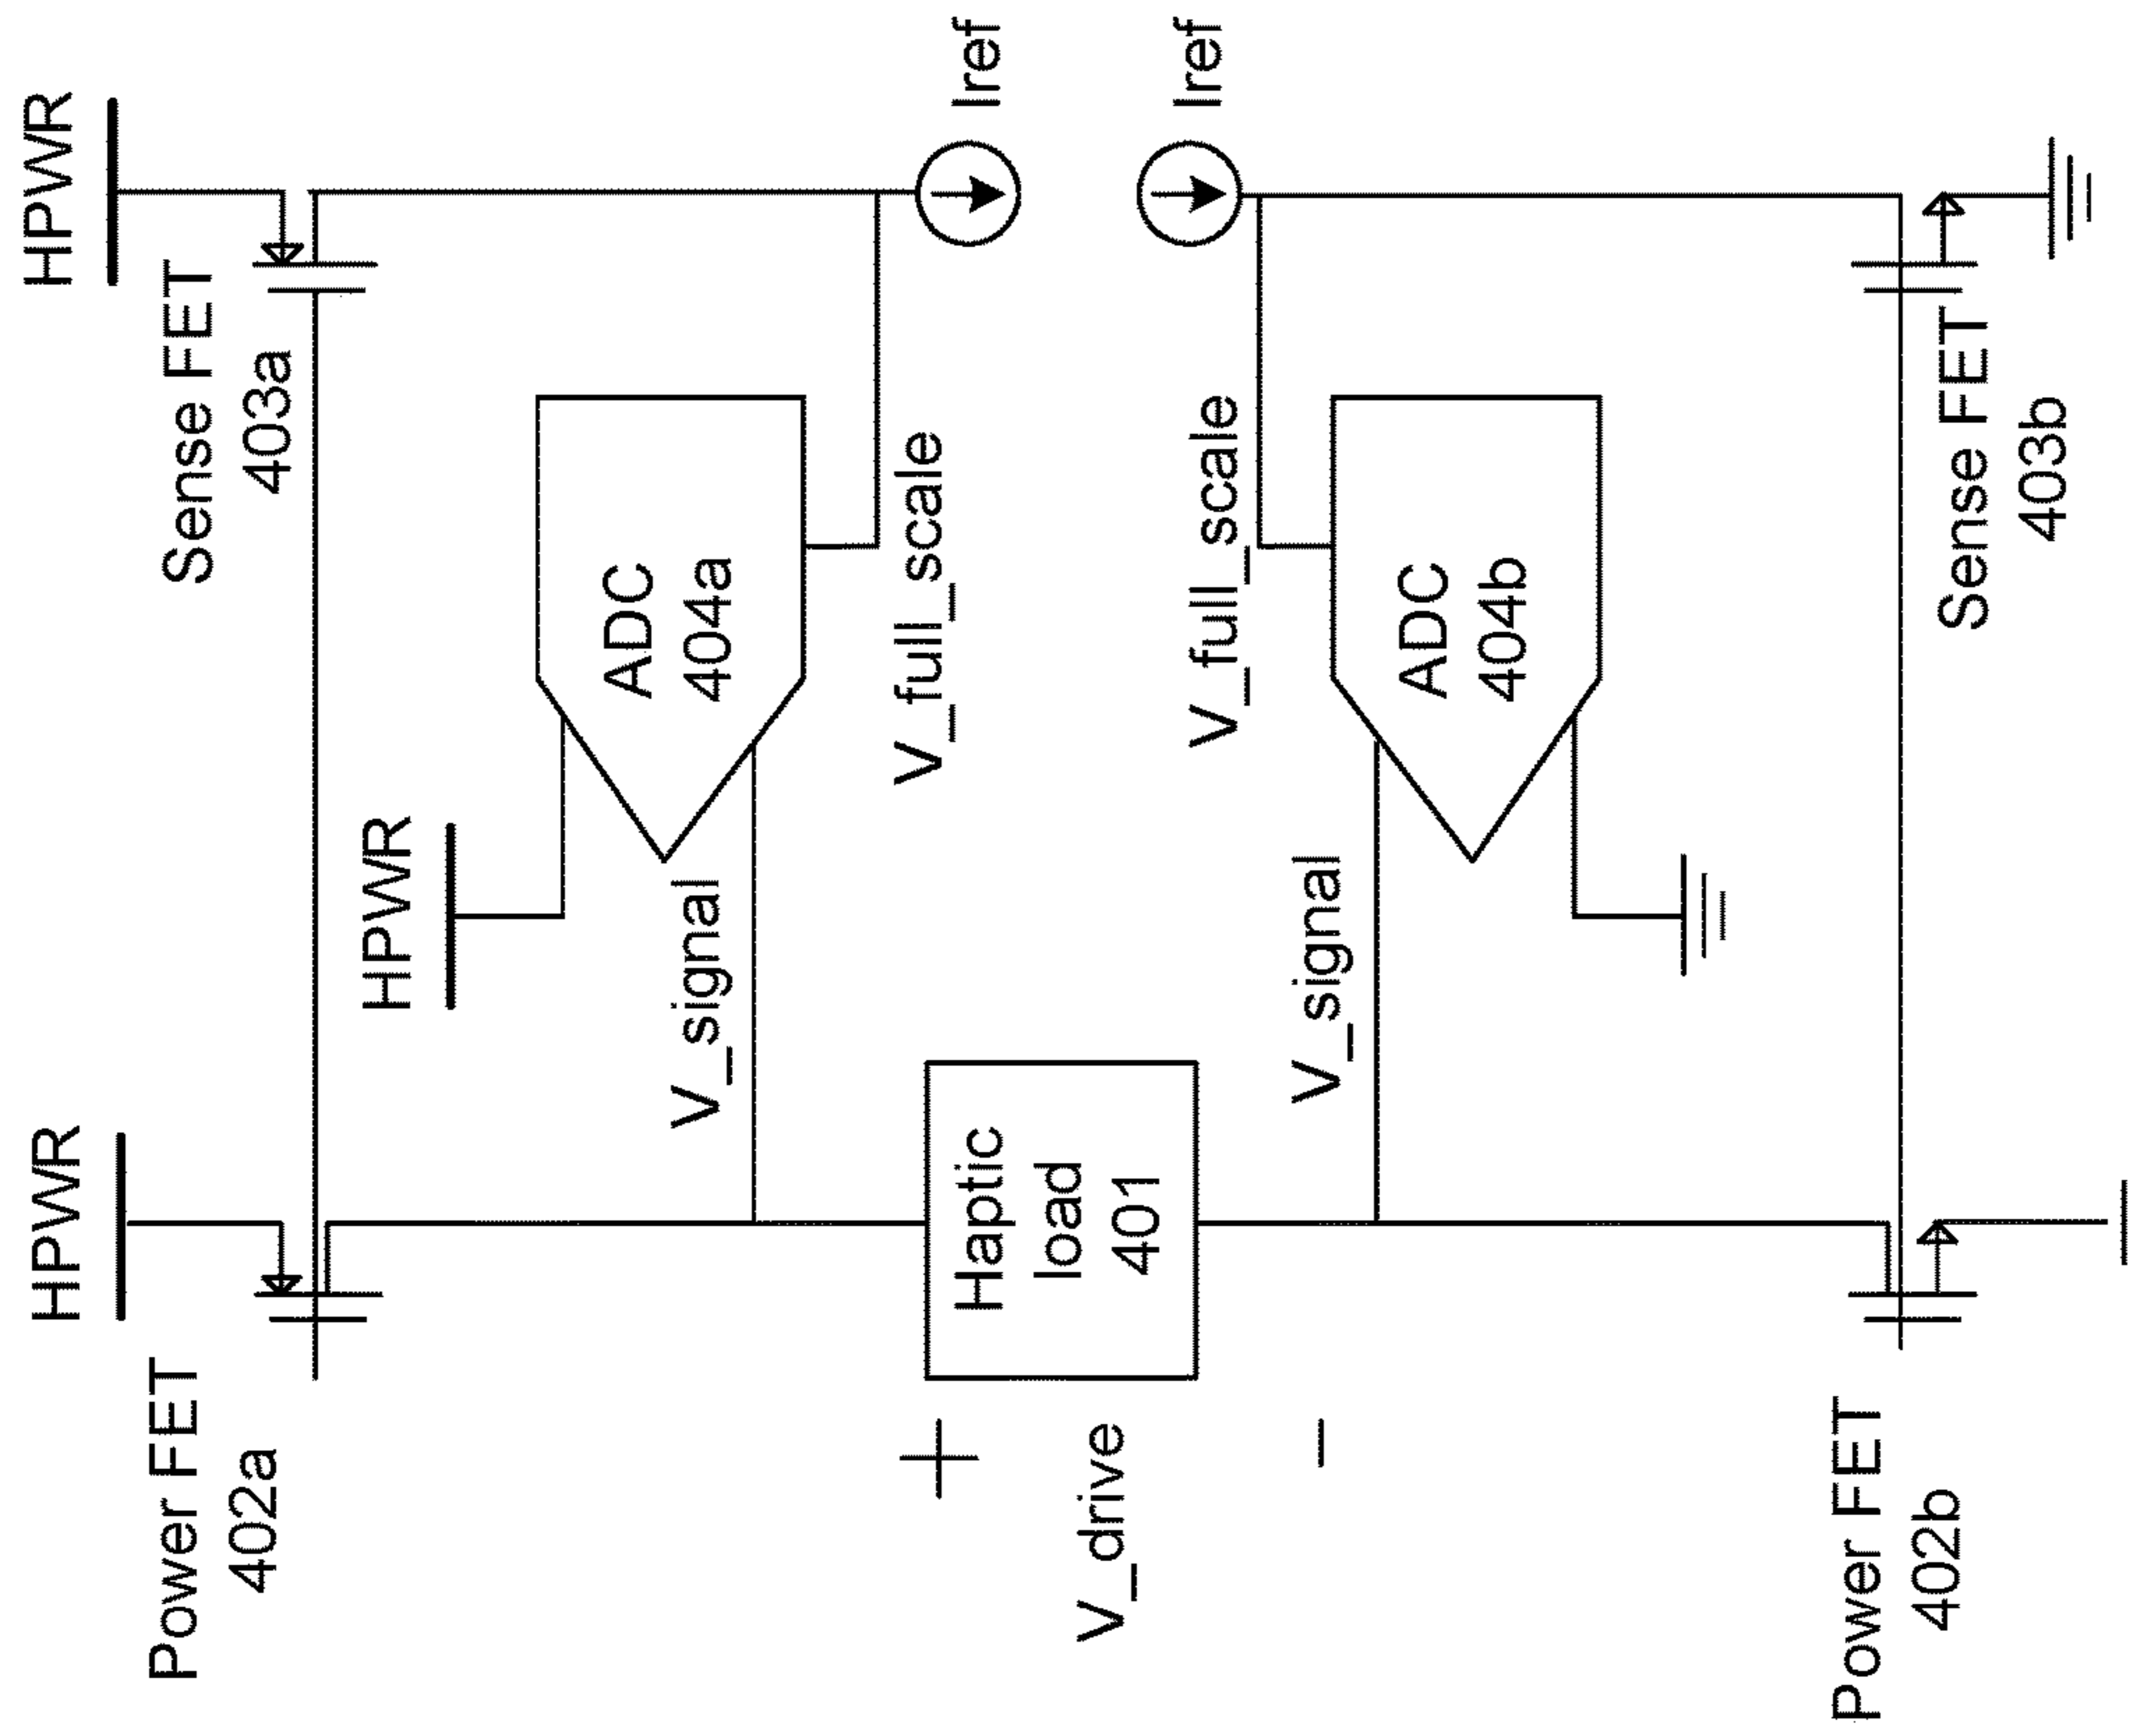 HPWR
HPWR
Power FET
402a
Sense FET
403a
HPWR
ADC
404a
V_signal
V_full_scale
Iref
+
Haptic
load
401
V_drive
–
Iref
V_full_scale
V_signal
ADC
404b
Power FET
402b
Sense FET
403b